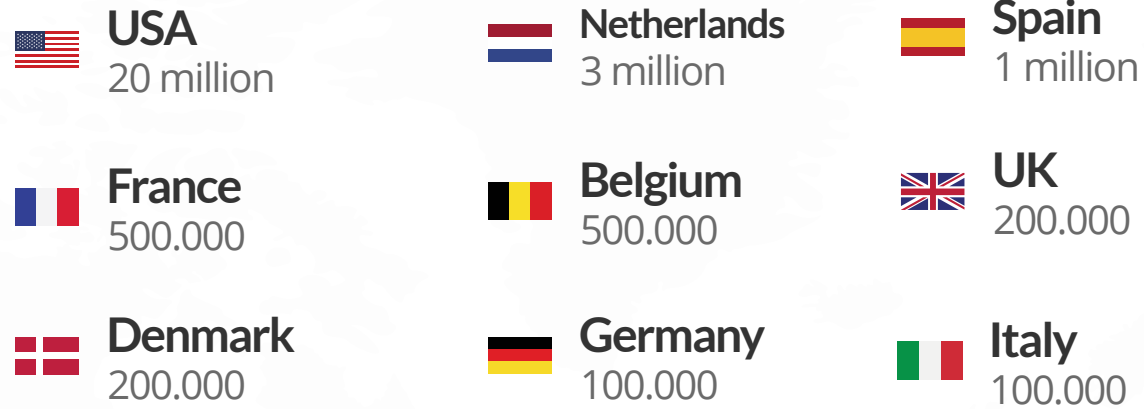 USA
20 million
Netherlands
3 million
Spain
1 million
France
500.000
Belgium
500.000
UK
200.000
Denmark
200.000
Germany
100.000
Italy
100.000